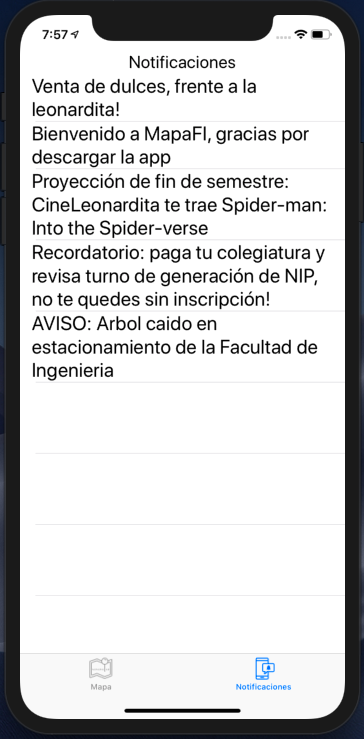 7:57
Notificaciones
Venta de dulces, frente a la
leonardita!
Bienvenido a MapaFI, gracias por
descargar la app
Proyección de fin de semestre:
CineLeonardita te trae Spider-man:
Into the Spider-verse
Recordatorio: paga tu colegiatura y
revisa turno de generación de NIP,
no te quedes sin inscripción!
AVISO: Arbol caido en
estacionamiento de la Facultad de
Ingenieria
Mapa
Notificaciones